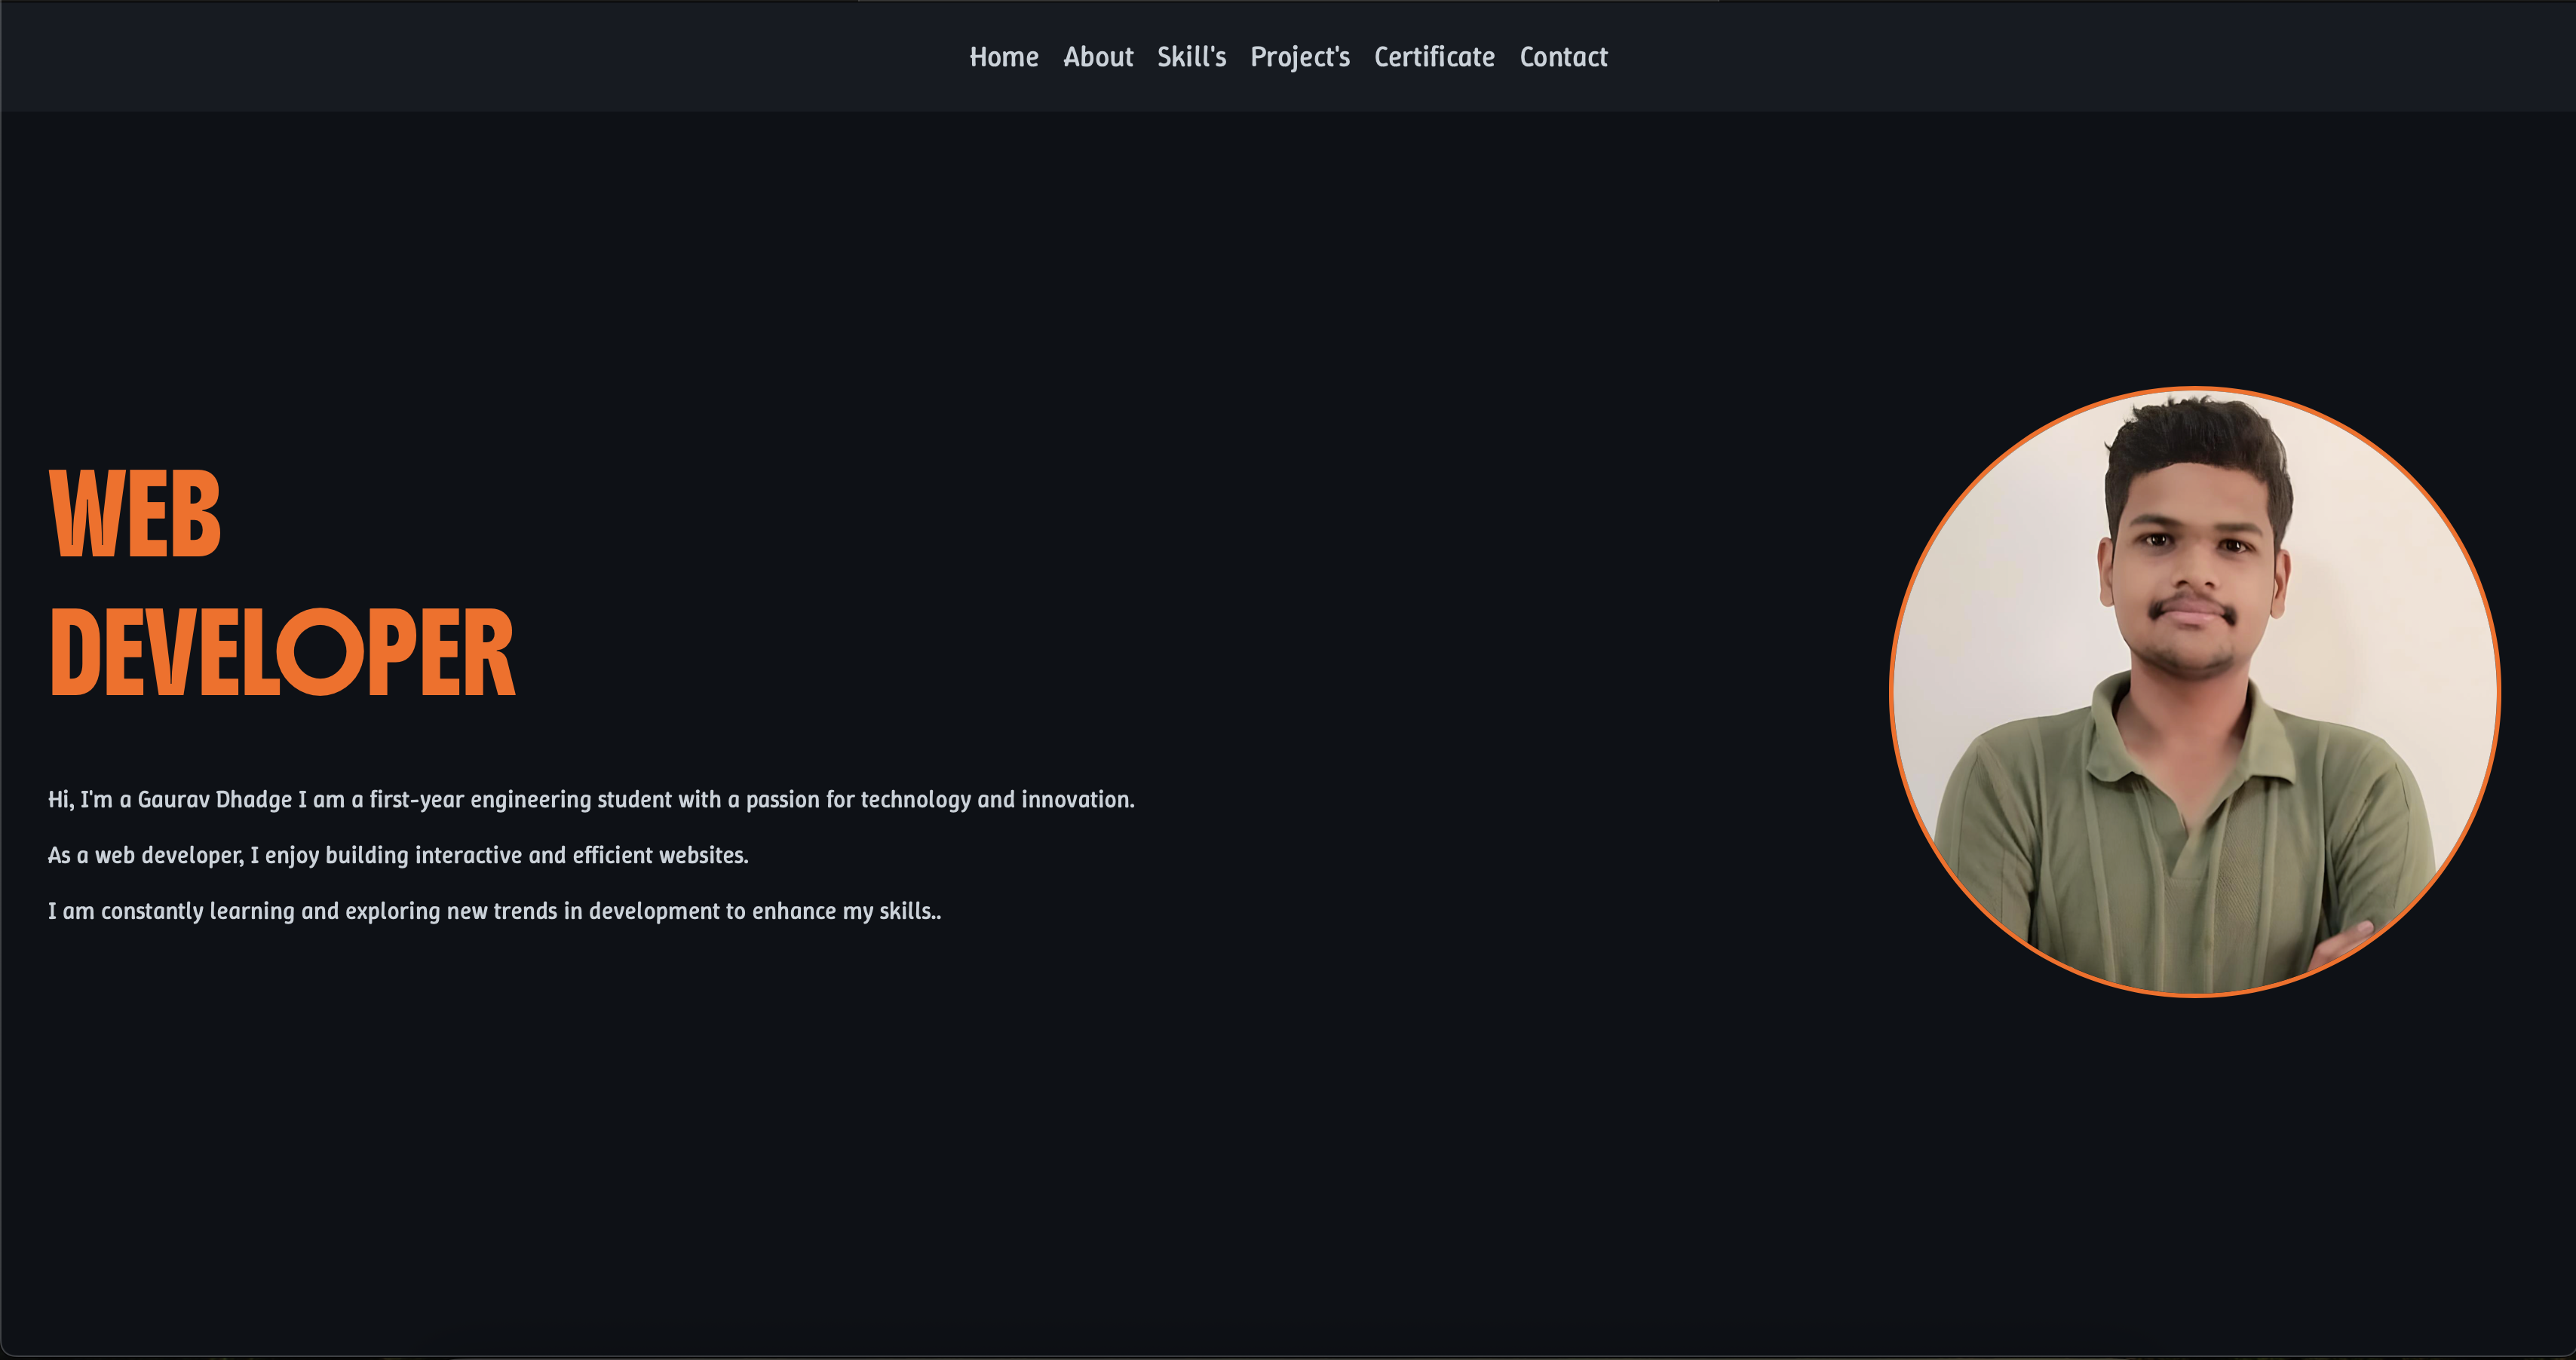 Home About Skill's Project's Certificate Contact
WEB
DEVELOPER
Hi, I'm a Gaurav Dhadge I am a first-year engineering student with a passion for technology and innovation.
As a web developer, I enjoy building interactive and efficient websites.
I am constantly learning and exploring new trends in development to enhance my skills..